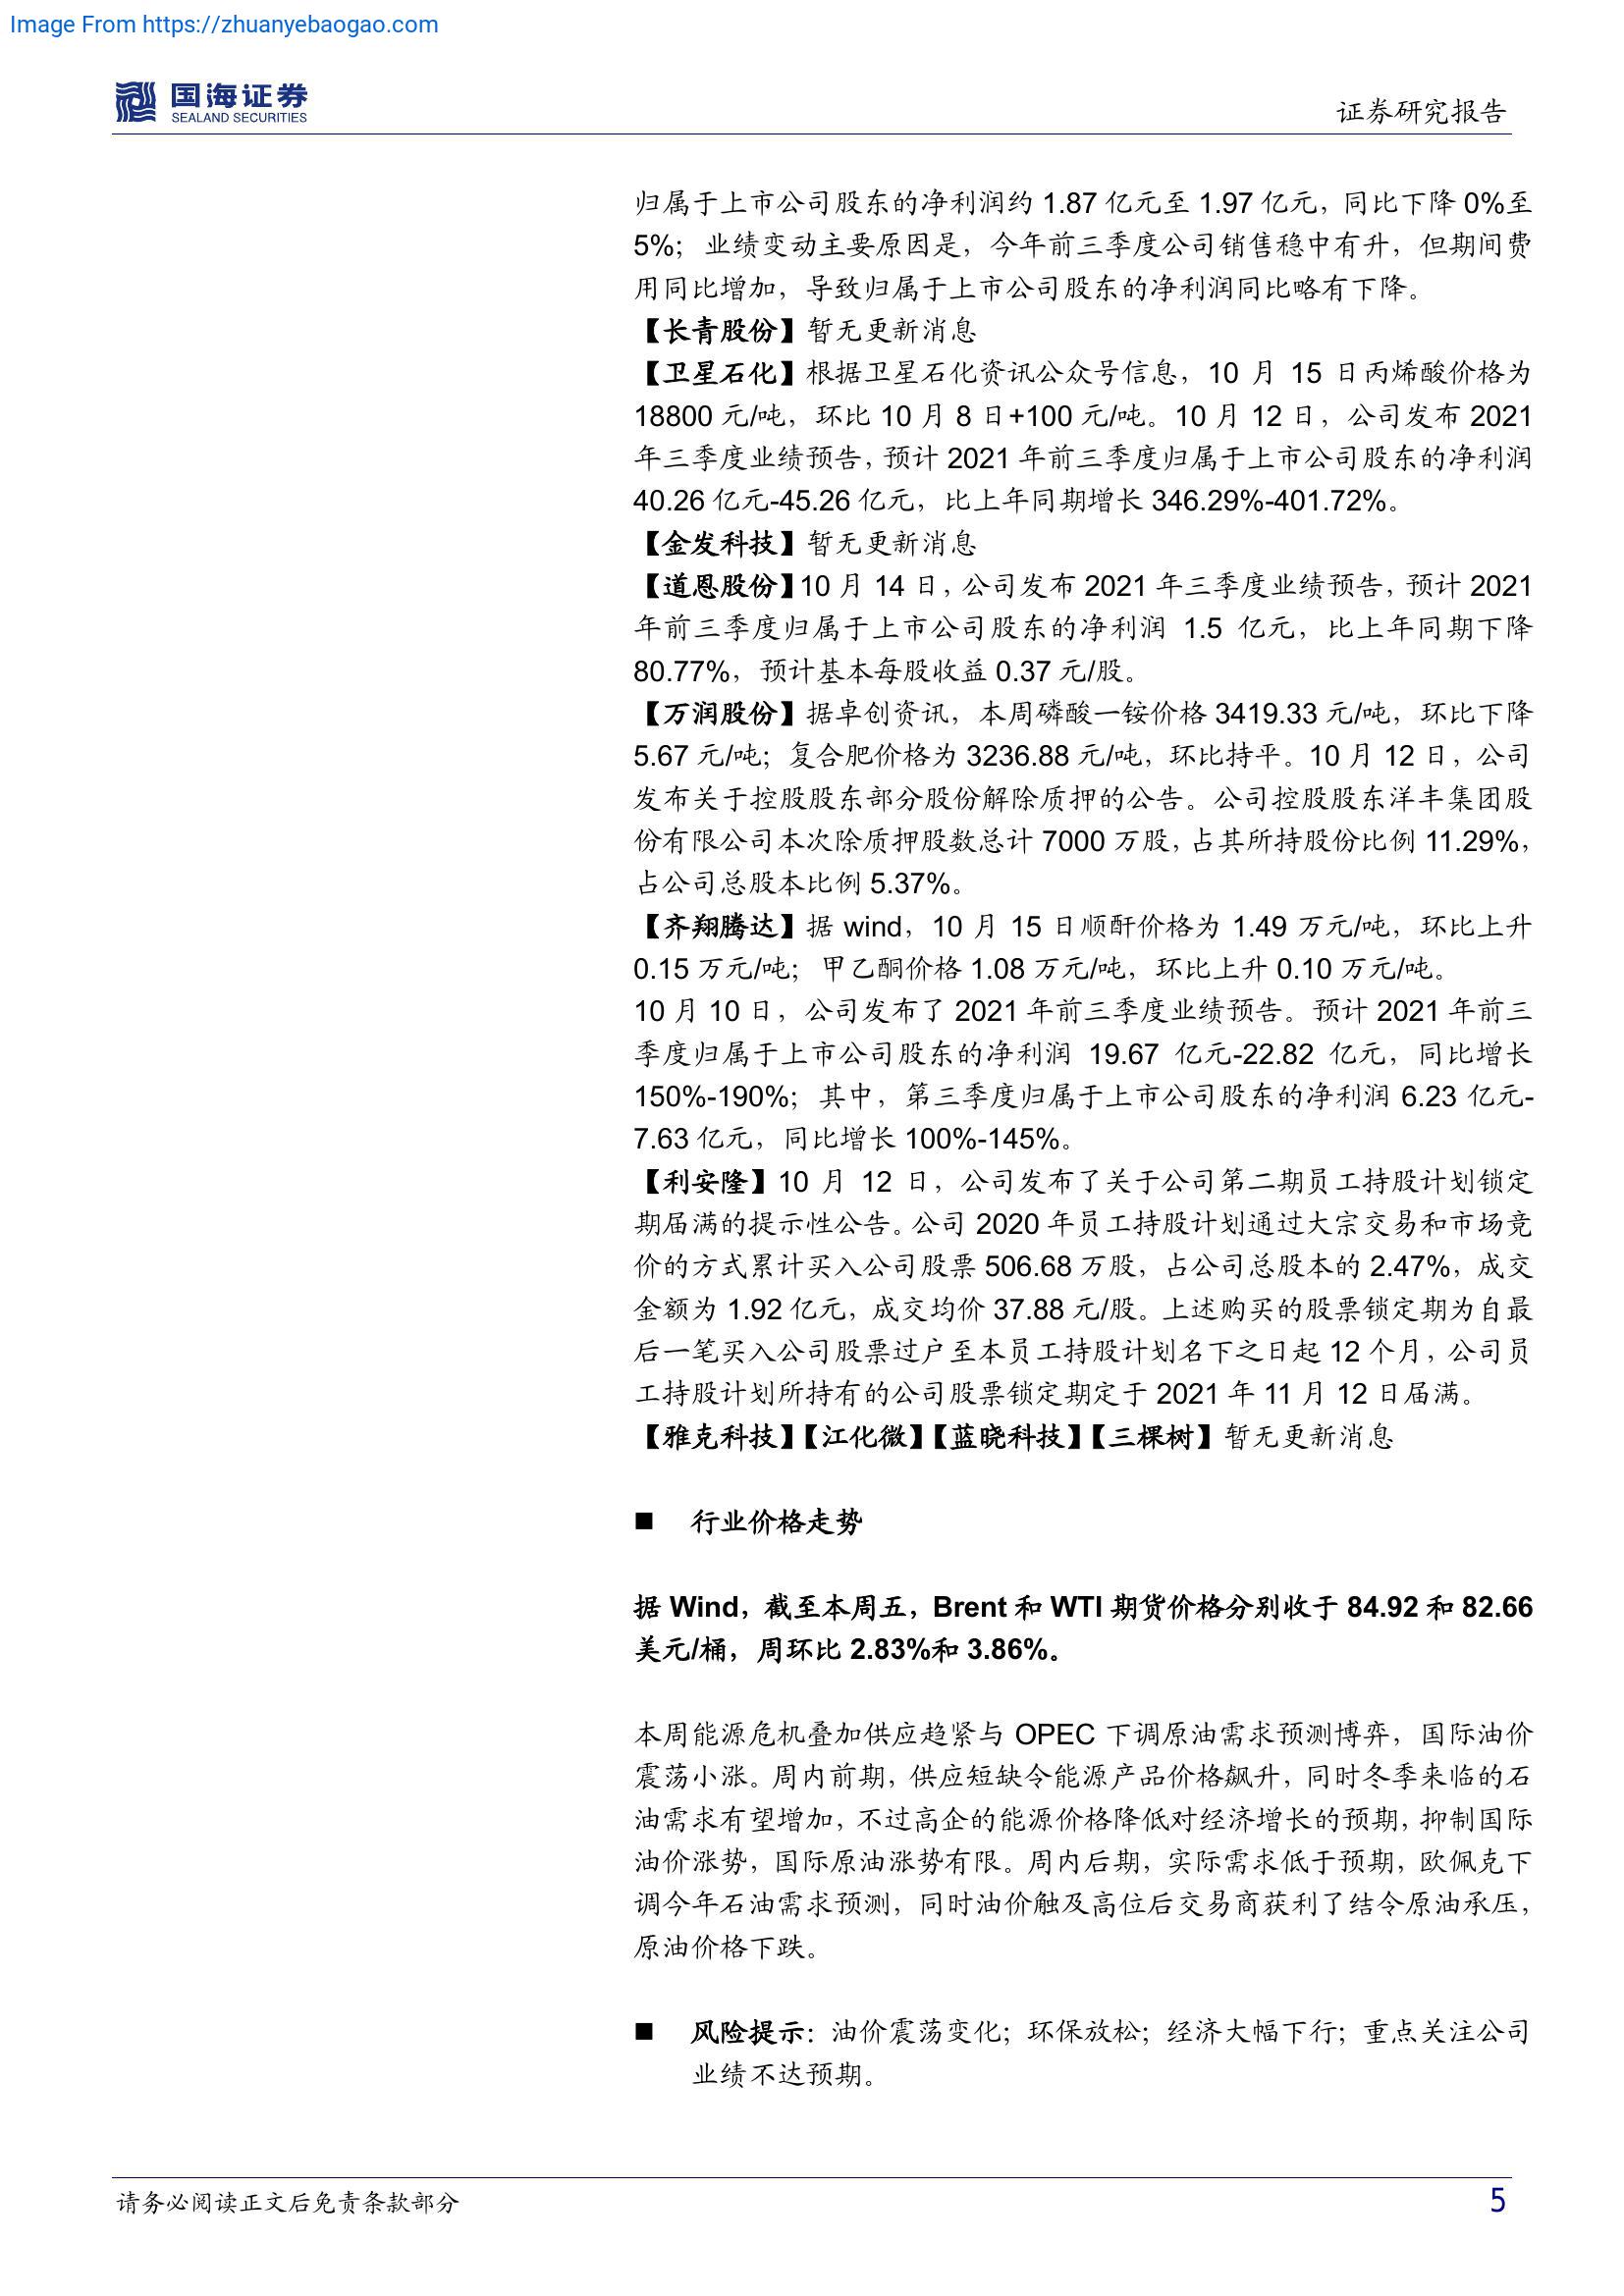 Image From https://zhuanyebaogao.com
国海证券
SEALAND SECURITIES
证券研究报告
归属于上市公司股东的净利润约 1.87 亿元至 1.97 亿元，同比下降 0%至
5%；业绩变动主要原因是，今年前三季度公司销售稳中有升，但期间费
用同比增加，导致归属于上市公司股东的净利润同比略有下降。
【长青股份】暂无更新消息
【卫星石化】根据卫星石化资讯公众号信息，10 月 15 日丙烯酸价格为
18800 元/吨，环比 10 月 8 日+100 元/吨。10 月 12 日，公司发布 2021
年三季度业绩预告，预计 2021 年前三季度归属于上市公司股东的净利润
40.26 亿元-45.26 亿元，比上年同期增长 346.29%-401.72%。
【金发科技】暂无更新消息
【道恩股份】10 月 14 日，公司发布 2021 年三季度业绩预告，预计 2021
年前三季度归属于上市公司股东的净利润 1.5 亿元，比上年同期下降
80.77%，预计基本每股收益 0.37 元/股。
【万润股份】据卓创资讯，本周磷酸一铵价格 3419.33 元/吨，环比下降
5.67 元/吨；复合肥价格为 3236.88 元/吨，环比持平。10 月 12 日，公司
发布关于控股股东部分股份解除质押的公告。公司控股股东洋丰集团股
份有限公司本次除质押股数总计 7000 万股，占其所持股份比例 11.29%，
占公司总股本比例 5.37%。
【齐翔腾达】据 wind，10 月 15 日顺酐价格为 1.49 万元/吨，环比上升
0.15 万元/吨；甲乙酮价格 1.08 万元/吨，环比上升 0.10 万元/吨。
10 月 10 日，公司发布了 2021 年前三季度业绩预告。预计 2021 年前三
季度归属于上市公司股东的净利润 19.67 亿元-22.82 亿元，同比增长
150%-190%；其中，第三季度归属于上市公司股东的净利润 6.23 亿元-
7.63 亿元，同比增长 100%-145%。
【利安隆】10 月 12 日，公司发布了关于公司第二期员工持股计划锁定
期届满的提示性公告。公司 2020 年员工持股计划通过大宗交易和市场竞
价的方式累计买入公司股票 506.68 万股，占公司总股本的 2.47%，成交
金额为 1.92 亿元，成交均价 37.88 元/股。上述购买的股票锁定期为自最
后一笔买入公司股票过户至本员工持股计划名下之日起 12 个月，公司员
工持股计划所持有的公司股票锁定期定于 2021 年 11 月 12 日届满。
【雅克科技】【江化微】【蓝晓科技】【三棵树】暂无更新消息
■ 行业价格走势
据 Wind，截至本周五，Brent 和 WTI 期货价格分别收于 84.92 和 82.66
美元/桶，周环比 2.83%和 3.86%。
本周能源危机叠加供应趋紧与 OPEC 下调原油需求预测博弈，国际油价
震荡小涨。周内前期，供应短缺令能源产品价格飙升，同时冬季来临的石
油需求有望增加，不过高企的能源价格降低对经济增长的预期，抑制国际
油价涨势，国际原油涨势有限。周内后期，实际需求低于预期，欧佩克下
调今年石油需求预测，同时油价触及高位后交易商获利了结令原油承压，
原油价格下跌。
■ 风险提示：油价震荡变化；环保放松；经济大幅下行；重点关注公司
业绩不达预期。
请务必阅读正文后免责条款部分
5